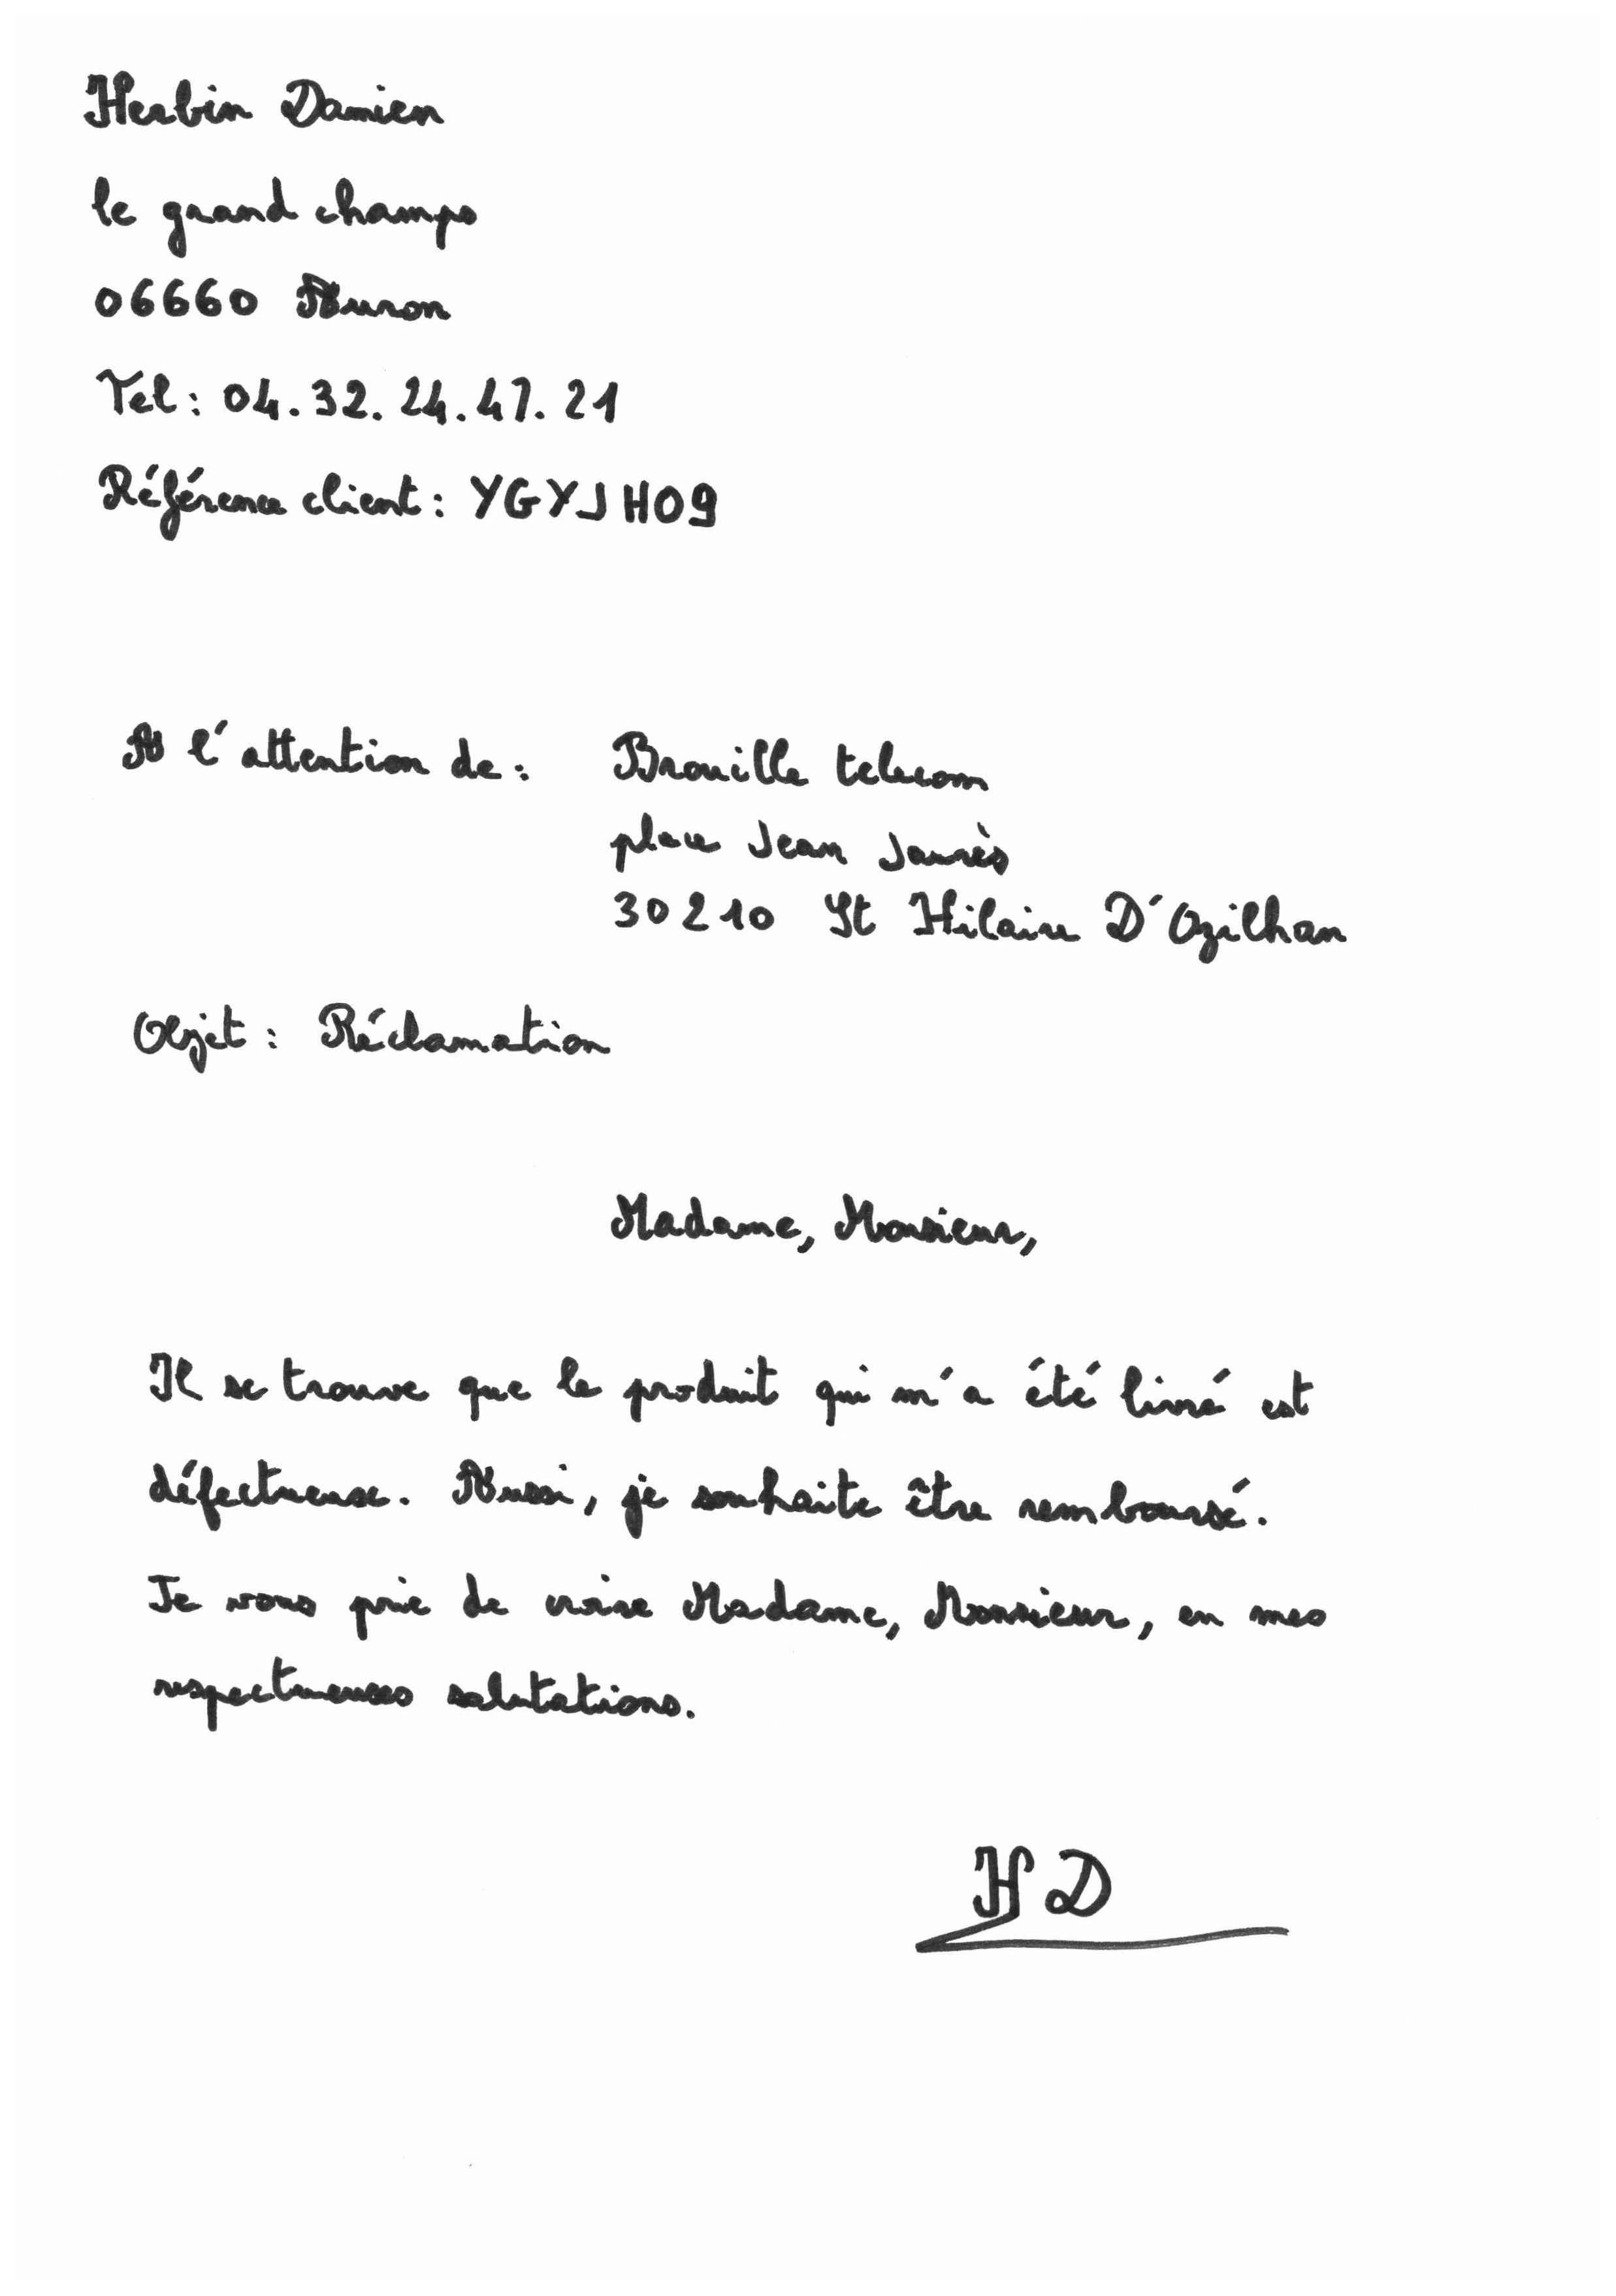 Herbin Damien
le grand champs
06660 Auron
Tel : 04.32.24.47.21
Référence client : YGYJH09
A l'attention de : Brouille telecom
place Jean Jaurès
30210 St Hilaire D'Ozilhan
Objet : Réclamation
Madame, Monsieur,
Il se trouve que le produit qui m'a été livré est
défectueuse. Aussi, je souhaite être remboursé.
Je vous prie de croire Madame, Monsieur, en mes
respectueuses salutations.
HD